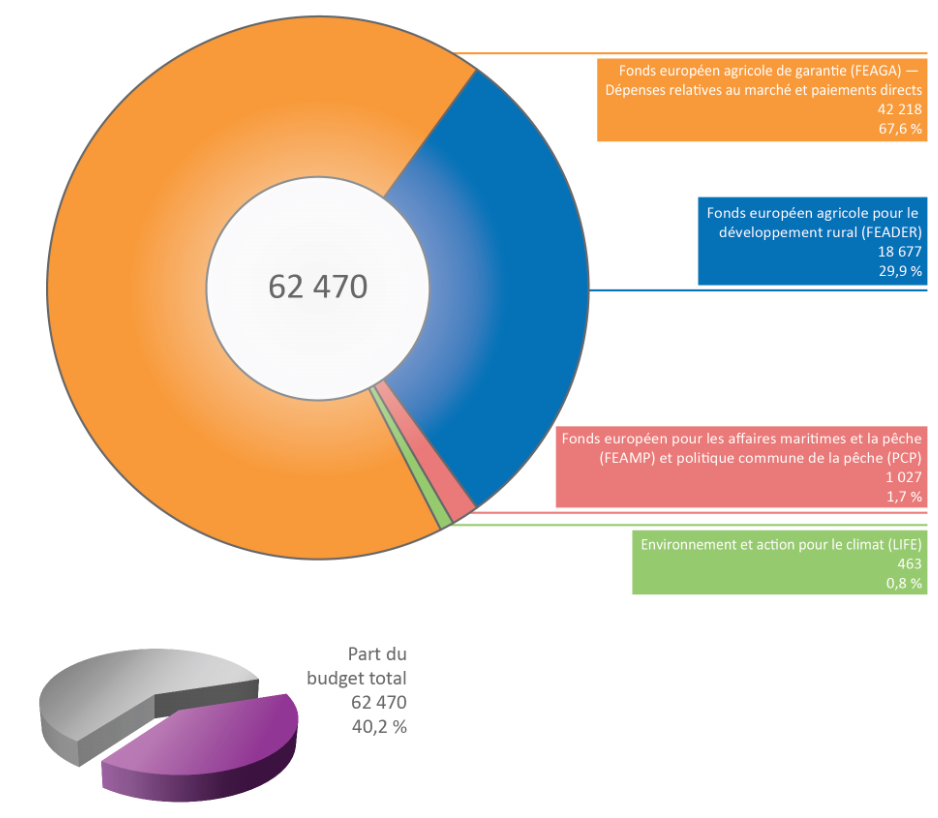 Fonds européen agricole de garantie (FEAGA) —
Dépenses relatives au marché et paiements directs
42 218
67,6 %
Fonds européen agricole pour le
développement rural (FEADER)
18 677
29,9 %
62 470
Fonds européen pour les affaires maritimes et la pêche
(FEAMP) et politique commune de la pêche (PCP)
1 027
1,7 %
Environnement et action pour le climat (LIFE)
463
0,8 %
Part du
budget total
62 470
40,2 %